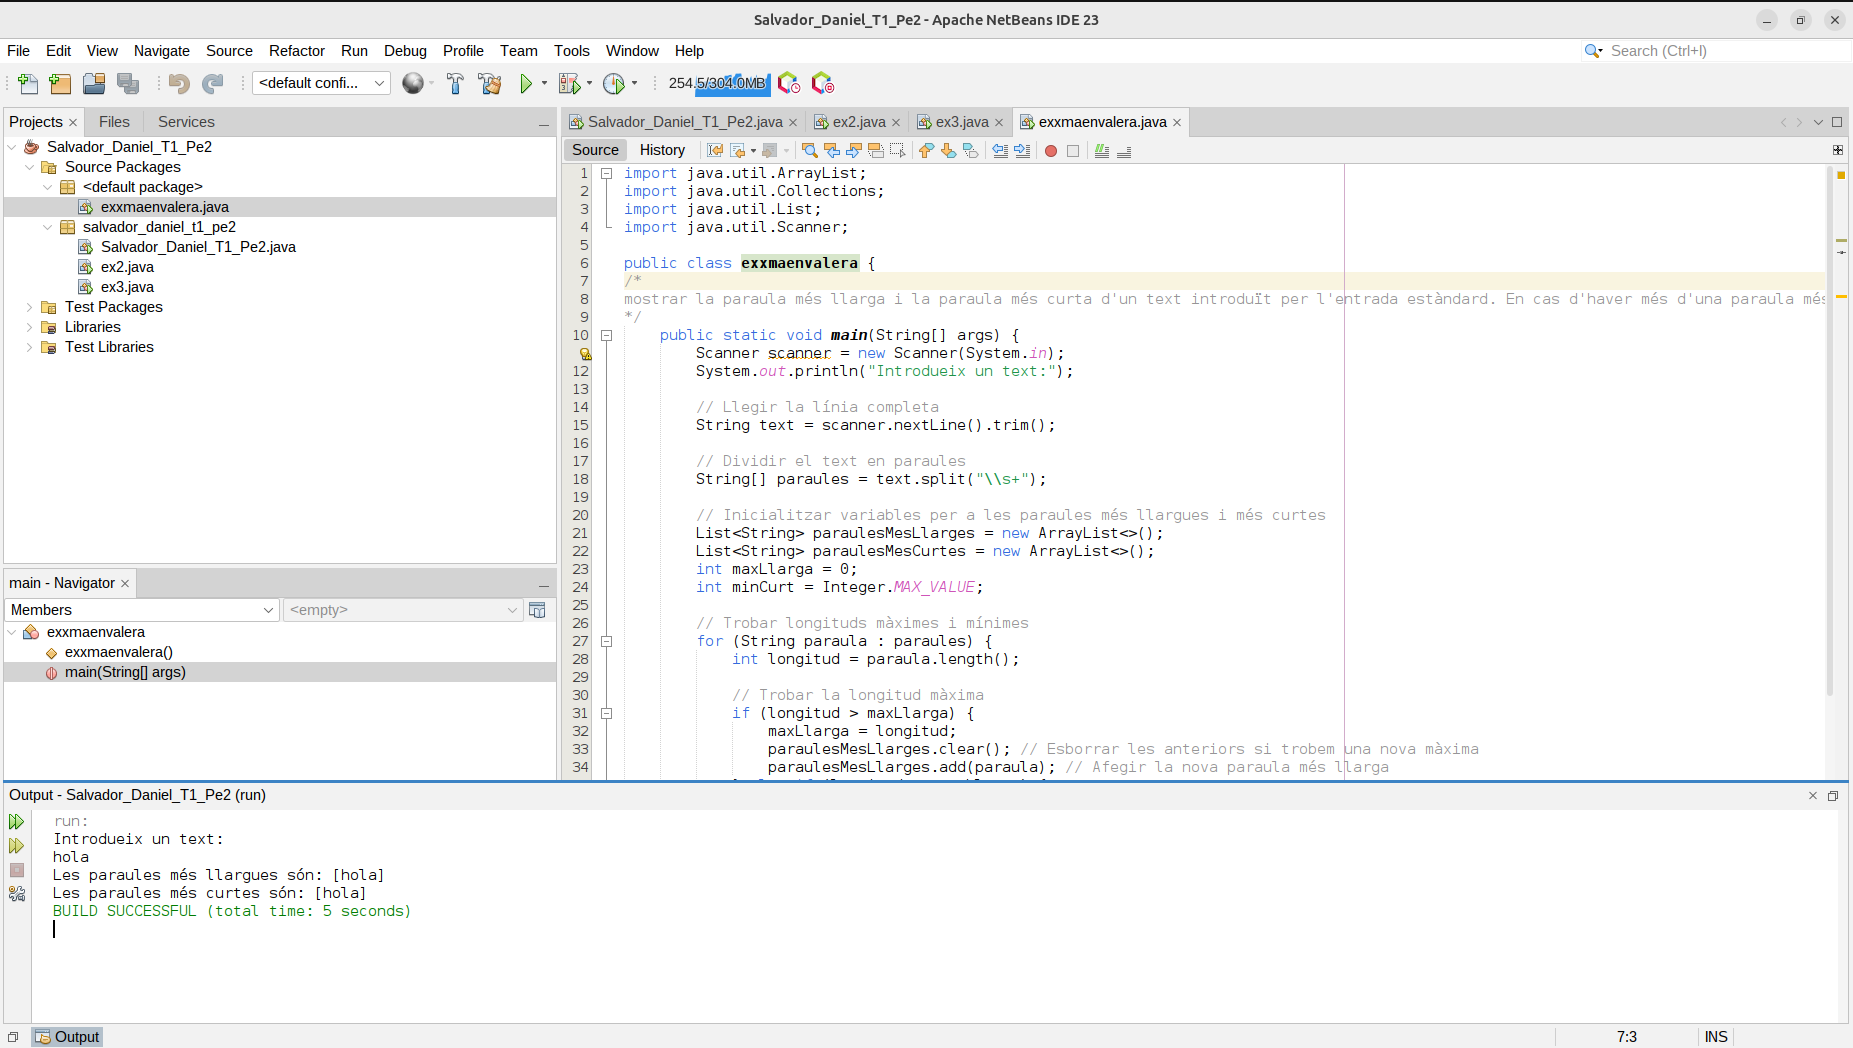 Salvador_Daniel_T1_Pe2 - Apache NetBeans IDE 23
File Edit View Navigate Source Refactor Run Debug Profile Team Tools Window Help
Search (Ctrl+I)
<default confi...
254.5/304.0MB
Projects Files Services
Salvador_Daniel_T1_Pe2
Source Packages
<default package>
exxmaenvalera.java
salvador_daniel_t1_pe2
Salvador_Daniel_T1_Pe2.java
ex2.java
ex3.java
Test Packages
Libraries
Test Libraries
main - Navigator
Members
<empty>
exxmaenvalera
exxmaenvalera()
main(String[] args)
Salvador_Daniel_T1_Pe2.java ex2.java ex3.java exxmaenvalera.java
Source History
1 import java.util.ArrayList;
2 import java.util.Collections;
3 import java.util.List;
4 import java.util.Scanner;
5
6 public class exxmaenvalera {
7 /*
8 mostrar la paraula més llarga i la paraula més curta d'un text introduït per l'entrada estàndard. En cas d'haver més d'una paraula més
9 */
10 public static void main(String[] args) {
Scanner scanner = new Scanner(System.in);
12 System.out.println("Introdueix un text:");
13
14 // Llegir la línia completa
15 String text = scanner.nextLine().trim();
16
17 // Dividir el text en paraules
18 String[] paraules = text.split("\\s+");
19
20 // Inicialitzar variables per a les paraules més llargues i més curtes
21 List<String> paraulesMesLlarges = new ArrayList<>();
22 List<String> paraulesMesCurtes = new ArrayList<>();
23 int maxLlarga = 0;
24 int minCurt = Integer.MAX_VALUE;
25
26 // Trobar longituds màximes i mínimes
27 for (String paraula : paraules) {
28 int longitud = paraula.length();
29
30 // Trobar la longitud màxima
31 if (longitud > maxLlarga) {
32 maxLlarga = longitud;
33 paraulesMesLlarges.clear(); // Esborrar les anteriors si trobem una nova màxima
34 paraulesMesLlarges.add(paraula); // Afegir la nova paraula més llarga
Output - Salvador_Daniel_T1_Pe2 (run)
run:
Introdueix un text:
hola
Les paraules més llargues són: [hola]
Les paraules més curtes són: [hola]
BUILD SUCCESSFUL (total time: 5 seconds)
Output
7:3 INS